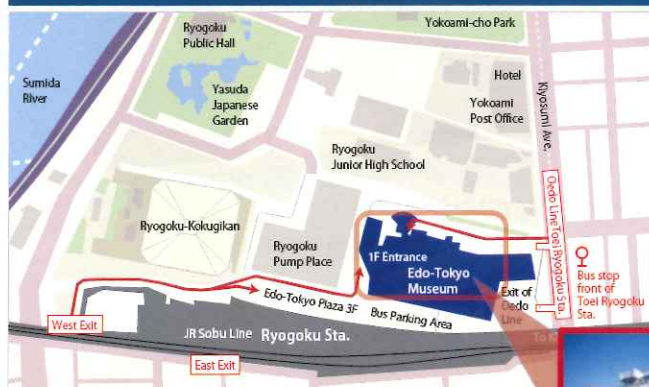 Yokoami-cho Park
Ryogoku
Public Hall
Sumida
River
Yasuda
Japanese
Garden
Hotel
Yokoami
Post Office
Kiyosumi Ave.
Ryogoku
Junior High School
Ryogoku-Kokugikan
Ryogoku
Pump Place
1F Entrance
Edo-Tokyo
Museum
Oedo Line Toei Ryogoku Sta.
Bus stop
front of
Toei Ryogoku
Sta.
Exit of
Oedo
Line
Edo-Tokyo Plaza 3F
Bus Parking Area
West Exit
JR Sobu Line Ryogoku Sta.
East Exit